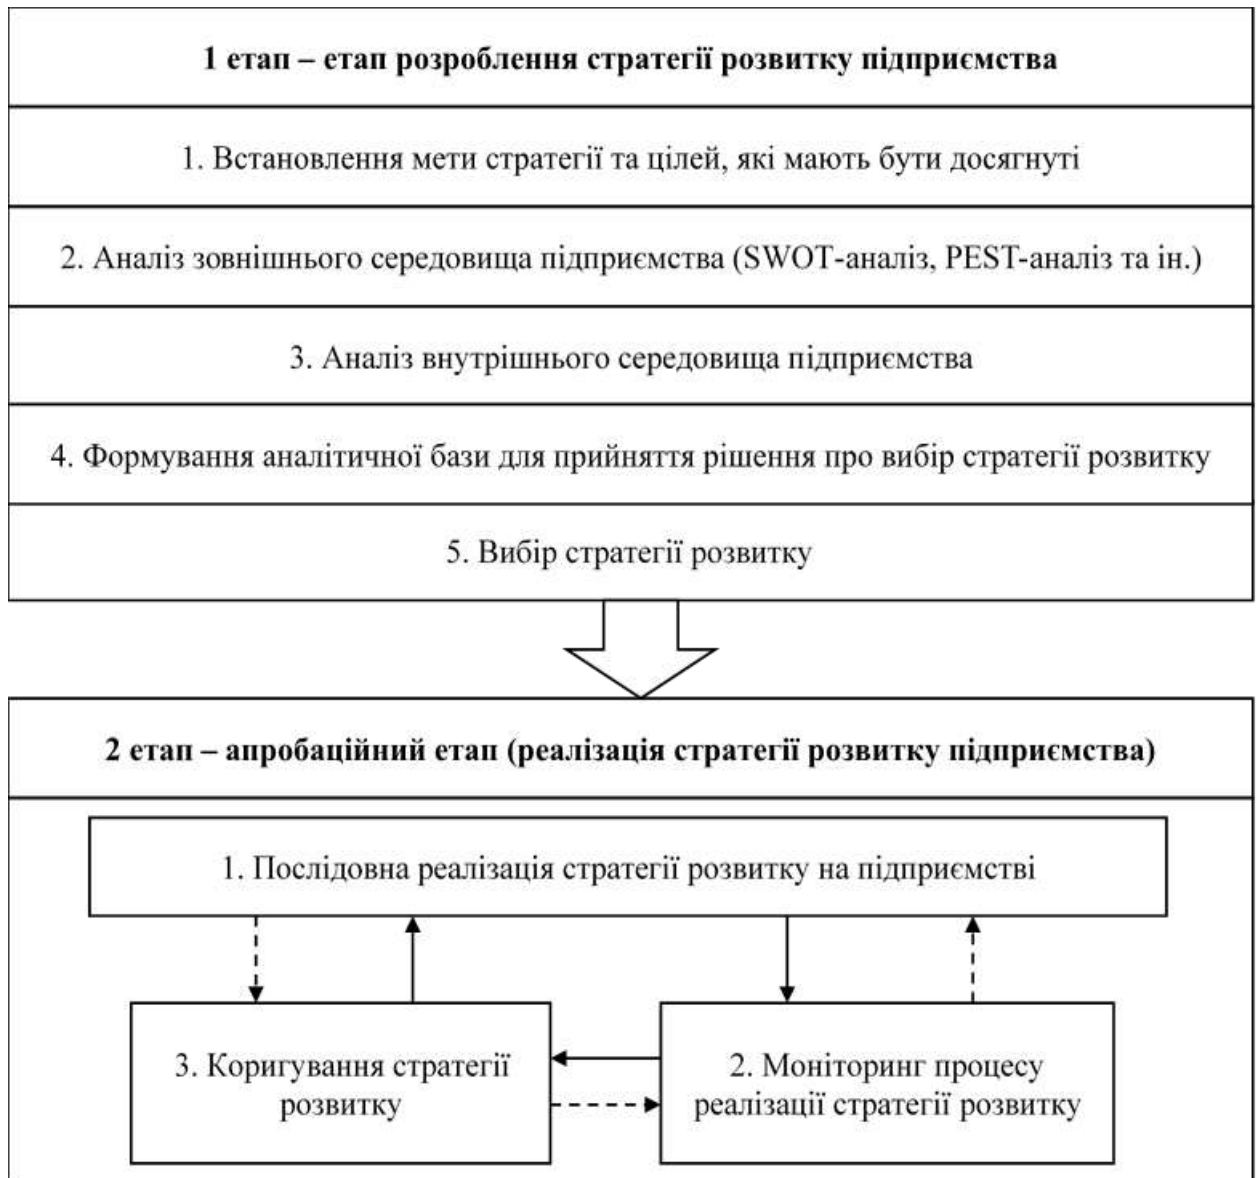 1 етап – етап розроблення стратегії розвитку підприємства
1. Встановлення мети стратегії та цілей, які мають бути досягнуті
2. Аналіз зовнішнього середовища підприємства (SWOT-аналіз, PEST-аналіз та ін.)
3. Аналіз внутрішнього середовища підприємства
4. Формування аналітичної бази для прийняття рішення про вибір стратегії розвитку
5. Вибір стратегії розвитку
2 етап – апробаційний етап (реалізація стратегії розвитку підприємства)
1. Послідовна реалізація стратегії розвитку на підприємстві
3. Коригування стратегії
розвитку
2. Моніторинг процесу
реалізації стратегії розвитку